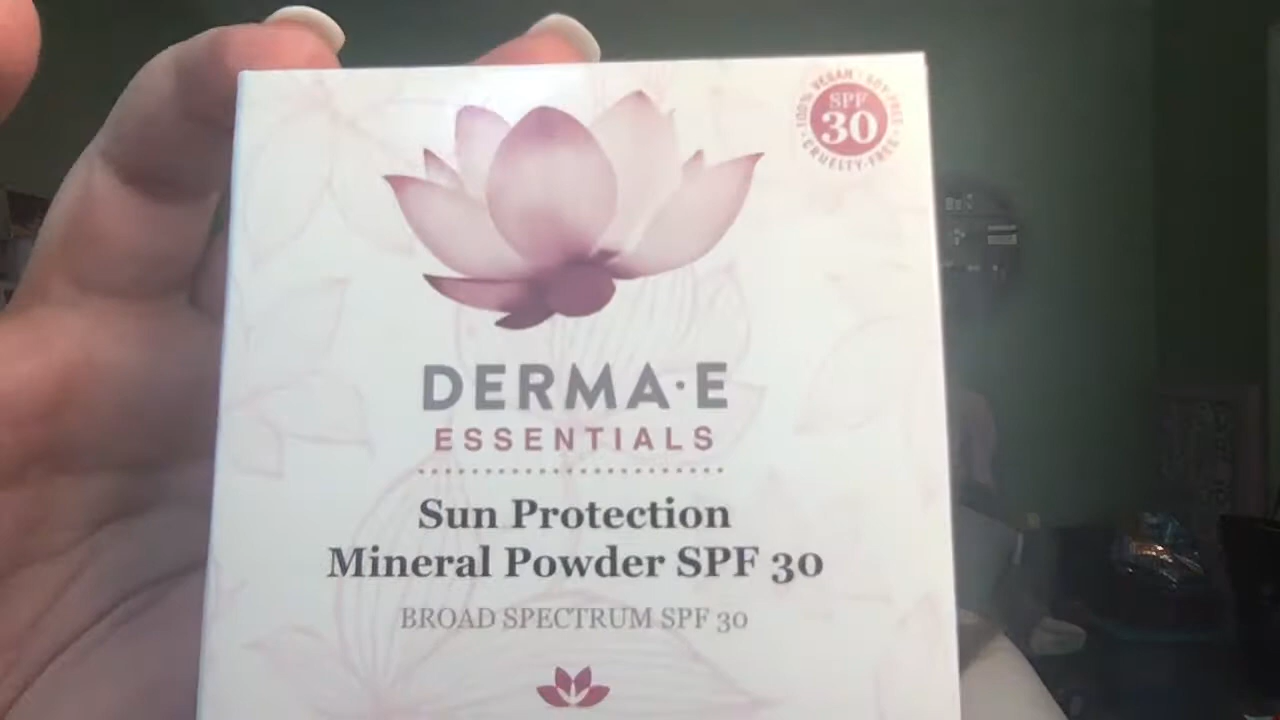 100% VEGAN · SOY-FREE · CRUELTY-FREE ·
SPF
30
DERMA·E
ESSENTIALS
Sun Protection
Mineral Powder SPF 30
BROAD SPECTRUM SPF 30